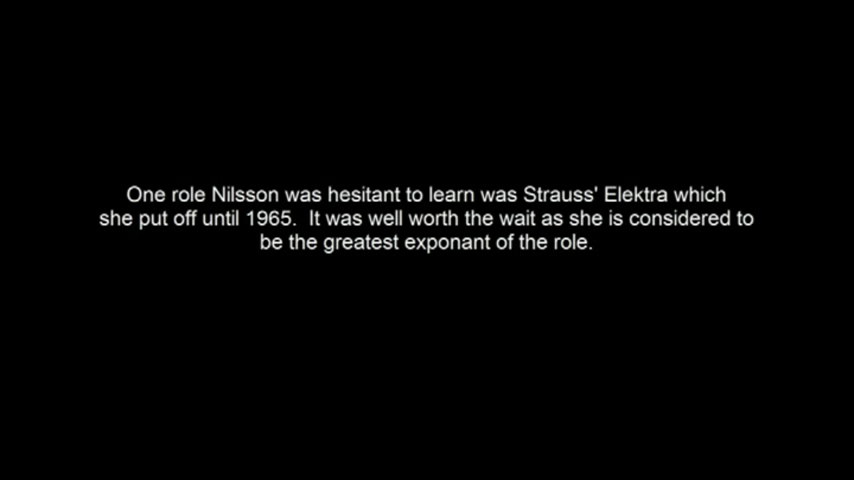 One role Nilsson was hesitant to learn was Strauss' Elektra which
she put off until 1965.  It was well worth the wait as she is considered to
be the greatest exponant of the role.